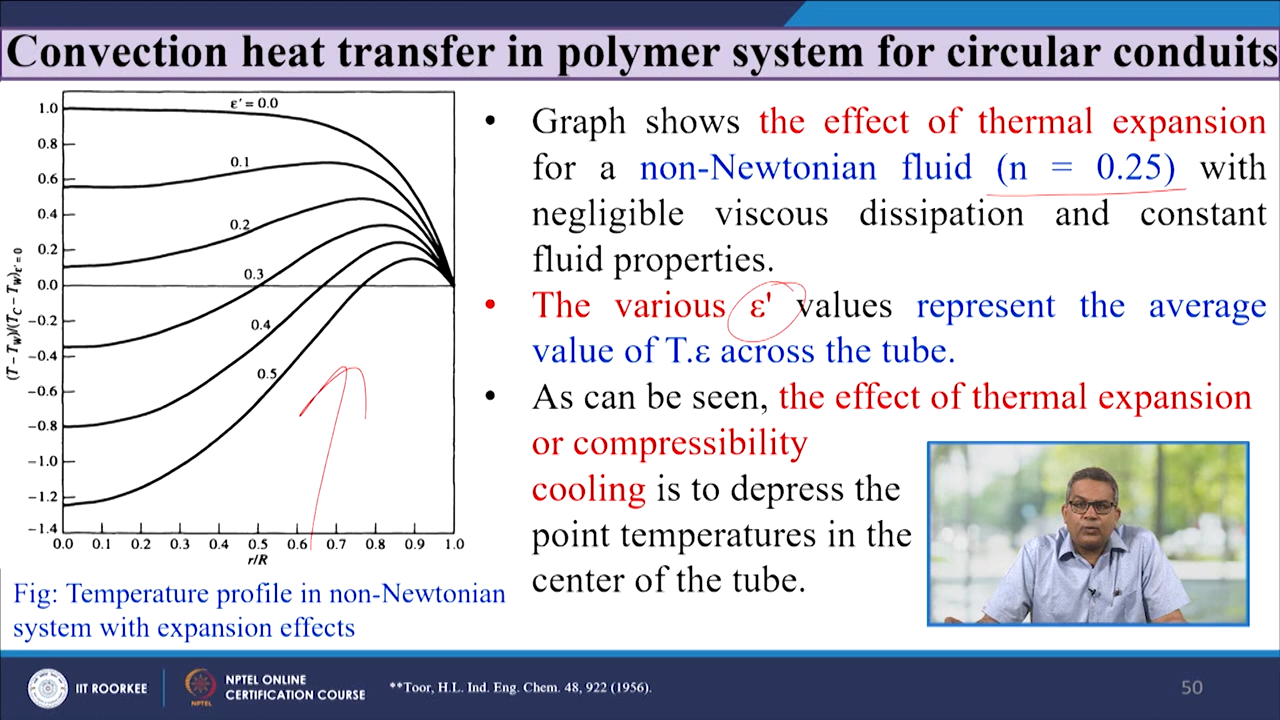 Convection heat transfer in polymer system for circular conduits
1.0
0.8
0.6
0.4
0.2
0.0
−0.2
−0.4
−0.6
−0.8
−1.0
−1.2
−1.4
(T − Tw)/(Tc − Tw)ε' = 0
ε' = 0.0
0.1
0.2
0.3
0.4
0.5
0.0 0.1 0.2 0.3 0.4 0.5 0.6 0.7 0.8 0.9 1.0
r/R
Fig: Temperature profile in non-Newtonian
system with expansion effects
• Graph shows the effect of thermal expansion
for a non-Newtonian fluid (n = 0.25) with
negligible viscous dissipation and constant
fluid properties.
• The various ε' values represent the average
value of T.ε across the tube.
• As can be seen, the effect of thermal expansion
or compressibility
cooling is to depress the
point temperatures in the
center of the tube.
IIT ROORKEE
NPTEL
NPTEL ONLINE
CERTIFICATION COURSE
**Toor, H.L. Ind. Eng. Chem. 48, 922 (1956).
50